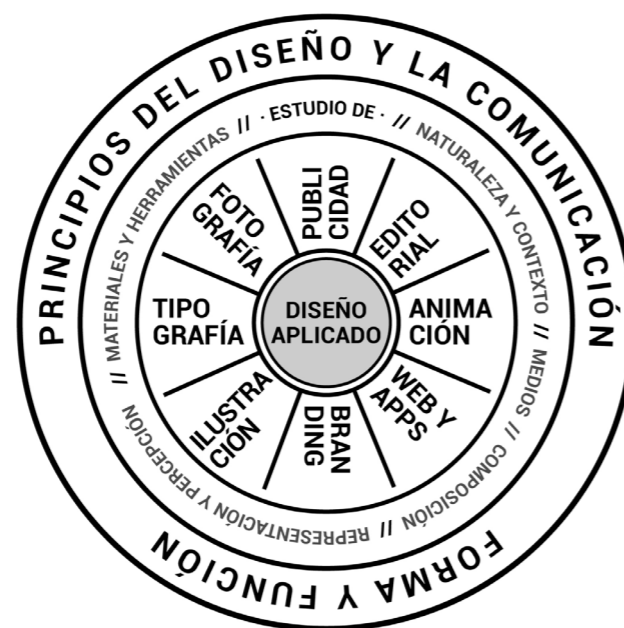 PRINCIPIOS DEL DISEÑO Y LA COMUNICACIÓN
FORMA Y FUNCIÓN
· ESTUDIO DE · // NATURALEZA Y CONTEXTO // MEDIOS // COMPOSICIÓN // REPRESENTACIÓN Y PERCEPCIÓN // MATERIALES Y HERRAMIENTAS //
PUBLI
CIDAD
EDITO
RIAL
ANIMA
CIÓN
WEB Y
APPS
BRAN
DING
ILUSTRA
CIÓN
TIPO
GRAFÍA
FOTO
GRAFÍA
DISEÑO
APLICADO